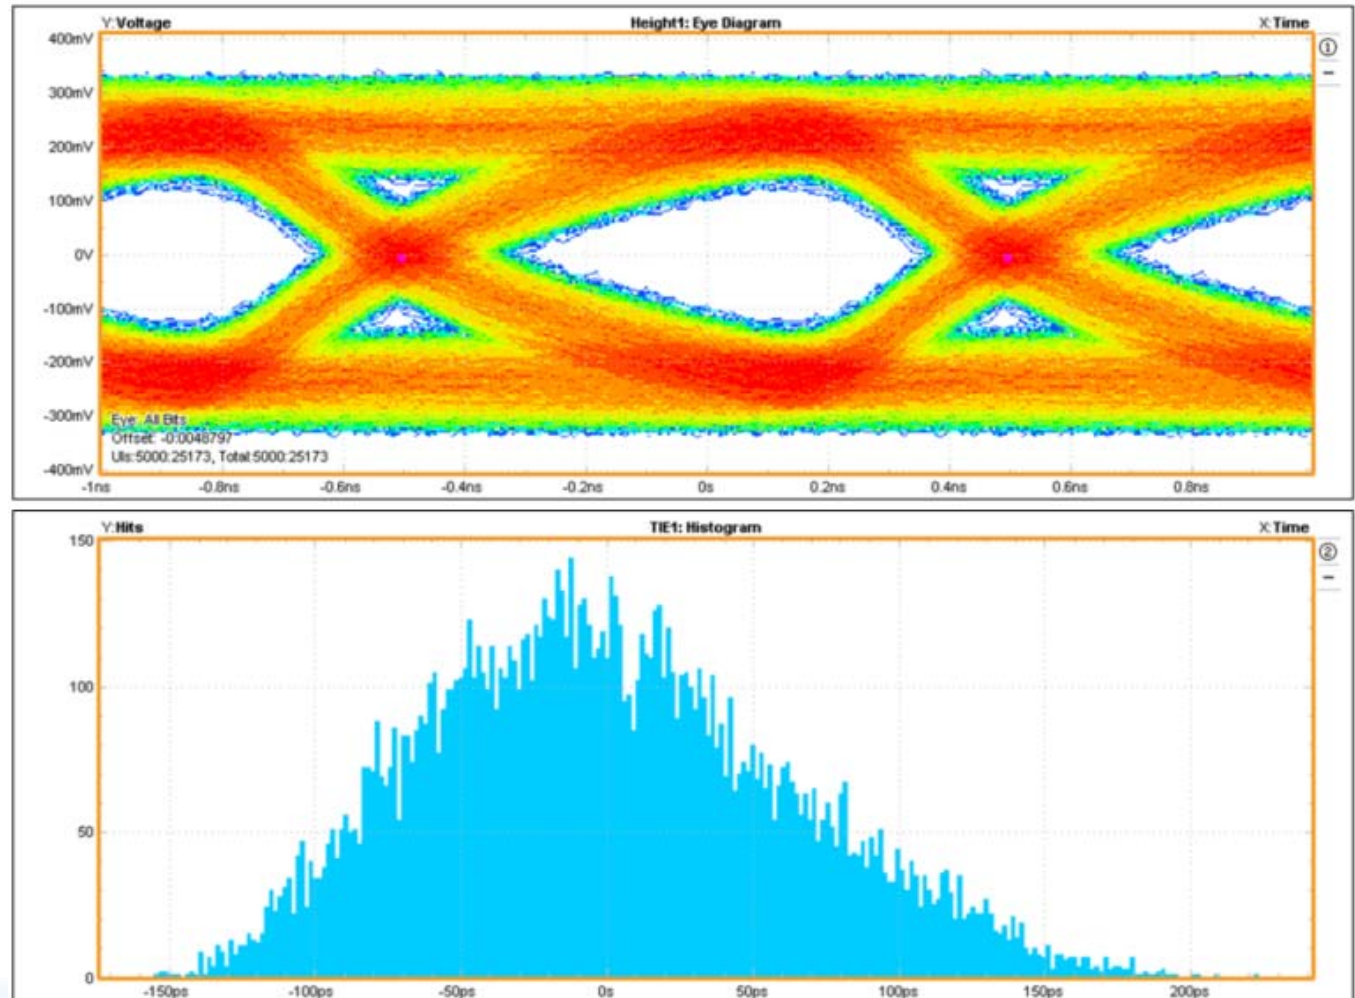 Y:Voltage Height1: Eye Diagram X:Time
400mV
300mV
200mV
100mV
0V
-100mV
-200mV
-300mV
-400mV
①
Eye: All Bits
Offset: -0.0048797
UIs:5000:25173, Total:5000:25173
-1ns -0.8ns -0.6ns -0.4ns -0.2ns 0s 0.2ns 0.4ns 0.6ns 0.8ns
Y:Hits TIE1: Histogram X:Time
150
100
50
0
②
-150ps -100ps -50ps 0s 50ps 100ps 150ps 200ps